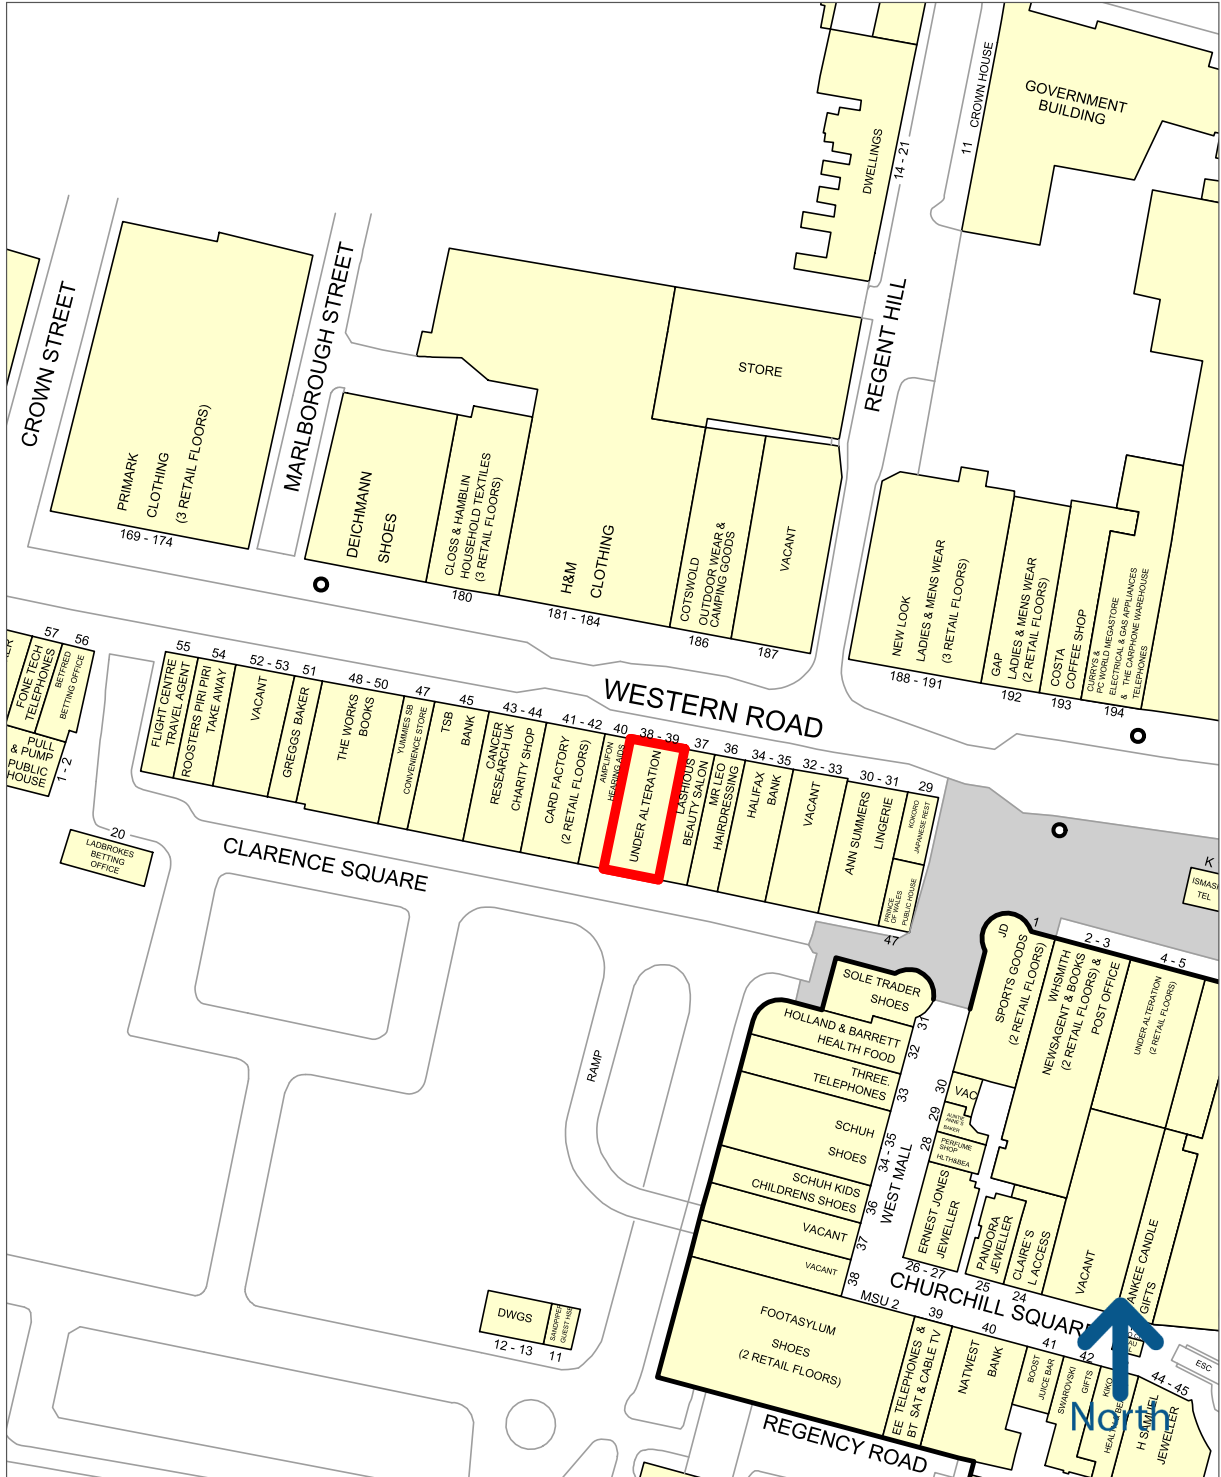 GOVERNMENT
BUILDING
11 CROWN HOUSE
DWELLINGS
14 - 21
CROWN STREET
MARLBOROUGH STREET
REGENT HILL
STORE
PRIMARK
CLOTHING
(3 RETAIL FLOORS)
169 - 174
DEICHMANN
SHOES
CLOSS & HAMBLIN
HOUSEHOLD TEXTILES
(3 RETAIL FLOORS)
180
H&M
CLOTHING
181 - 184
COTSWOLD
OUTDOOR WEAR &
CAMPING GOODS
186
VACANT
187
NEW LOOK
LADIES & MENS WEAR
(3 RETAIL FLOORS)
188 - 191
GAP
LADIES & MENS WEAR
(2 RETAIL FLOORS)
192
COSTA
COFFEE SHOP
193
CURRYS &
PC WORLD MEGASTORE
ELECTRICAL & GAS APPLIANCES
& THE CARPHONE WAREHOUSE
TELEPHONES
194
WESTERN ROAD
ER
57
FONE TECH
TELEPHONES
56
BETFRED
BETTING OFFICE
PULL
& PUMP
PUBLIC
HOUSE
1 - 2
55
FLIGHT CENTRE
TRAVEL AGENT
54
ROOSTERS PIRI PIRI
TAKE AWAY
52 - 53
VACANT
51
GREGGS BAKER
48 - 50
THE WORKS
BOOKS
47
YUMMIES SB
CONVENIENCE STORE
45
TSB
BANK
43 - 44
CANCER
RESEARCH UK
CHARITY SHOP
41 - 42
CARD FACTORY
(2 RETAIL FLOORS)
40
AMPLIFON
HEARING AIDS
38 - 39
UNDER ALTERATION
37
LASHIOUS
BEAUTY SALON
36
MR LEO
HAIRDRESSING
34 - 35
HALIFAX
BANK
32 - 33
VACANT
30 - 31
ANN SUMMERS
LINGERIE
29
KOKORO
JAPANESE REST
PRINCE
OF WALES
PUBLIC HOUSE
47
20
LADBROKES
BETTING
OFFICE
CLARENCE SQUARE
K
ISMASH
TEL
JD
SPORTS GOODS
(2 RETAIL FLOORS)
1
2 - 3
WHSMITH
NEWSAGENT & BOOKS
(2 RETAIL FLOORS) &
POST OFFICE
4 - 5
UNDER ALTERATION
(2 RETAIL FLOORS)
SOLE TRADER
SHOES
31
HOLLAND & BARRETT
HEALTH FOOD
32
THREE.
TELEPHONES
33
SCHUH
SHOES
34 - 35
SCHUH KIDS
CHILDRENS SHOES
36
VACANT
37
VACANT
38
WEST MALL
30
VAC
29
AUNTIE
ANNE'S
BAKER
28
PERFUME
SHOP
HLTH&BEA
ERNEST JONES
JEWELLER
26 - 27
PANDORA
JEWELLER
25
CLAIRE`S
L ACCESS
24
VACANT
ANKEE CANDLE
GIFTS
RAMP
DWGS
12 - 13
SANDPIPER
GUEST HSE
11
MSU 2
FOOTASYLUM
SHOES
(2 RETAIL FLOORS)
CHURCHILL SQUARE
39
EE TELEPHONES &
BT SAT & CABLE TV
40
NATWEST
BANK
41
BOOST
JUICE BAR
42
SWAROVSKI
GIFTS
KIKO
44 - 45
H SAMUEL
JEWELLER
ESC
North
REGENCY ROAD